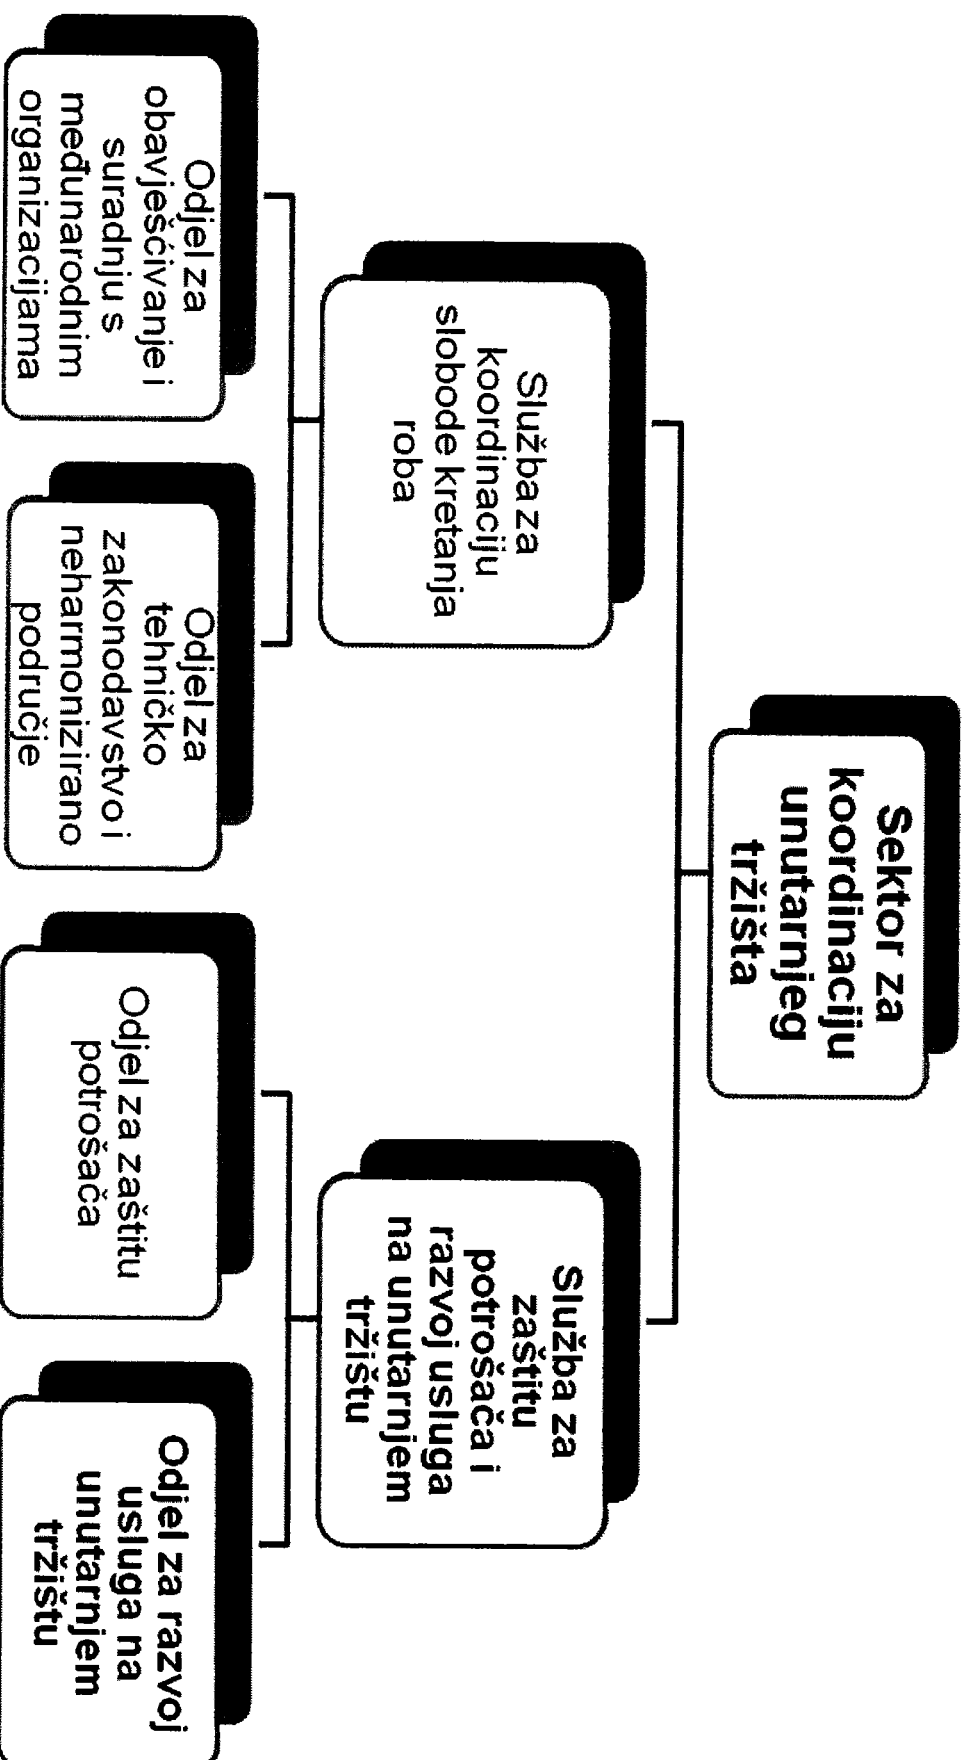 Sektor za
koordinaciju
unutarnjeg
tržišta
Služba za
koordinaciju
slobode kretanja
roba
Služba za
zaštitu
potrošača i
razvoj usluga
na unutarnjem
tržištu
Odjel za
obavješćivanje i
suradnju s
međunarodnim
organizacijama
Odjel za
tehničko
zakonodavstvo i
neharmonizirano
područje
Odjel za zaštitu
potrošača
Odjel za razvoj
usluga na
unutarnjem
tržištu